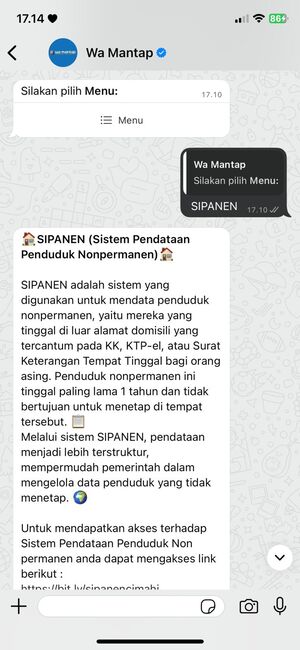 17.14
86
Wa Mantap
Silakan pilih Menu:
17.10
Menu
Wa Mantap
Silakan pilih Menu:
SIPANEN 17.10
SIPANEN (Sistem Pendataan
Penduduk Nonpermanen)
SIPANEN adalah sistem yang
digunakan untuk mendata penduduk
nonpermanen, yaitu mereka yang
tinggal di luar alamat domisili yang
tercantum pada KK, KTP-el, atau Surat
Keterangan Tempat Tinggal bagi orang
asing. Penduduk nonpermanen ini
tinggal paling lama 1 tahun dan tidak
bertujuan untuk menetap di tempat
tersebut.
Melalui sistem SIPANEN, pendataan
menjadi lebih terstruktur,
mempermudah pemerintah dalam
mengelola data penduduk yang tidak
menetap.
Untuk mendapatkan akses terhadap
Sistem Pendataan Penduduk Non
permanen anda dapat mengakses link
berikut :
https://bit.ly/sipanencimahi